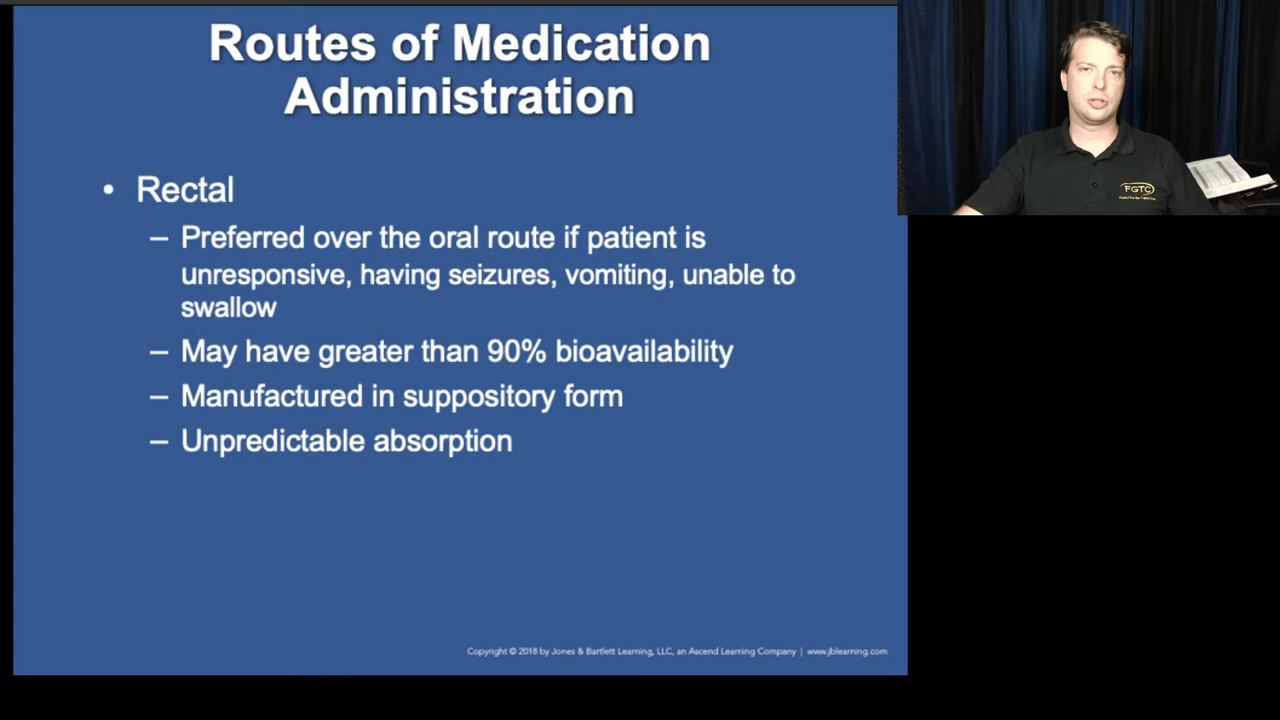 Routes of Medication
Administration
• Rectal
– Preferred over the oral route if patient is
unresponsive, having seizures, vomiting, unable to
swallow
– May have greater than 90% bioavailability
– Manufactured in suppository form
– Unpredictable absorption
Copyright © 2018 by Jones & Bartlett Learning, LLC, an Ascend Learning Company | www.jblearning.com
FGTC